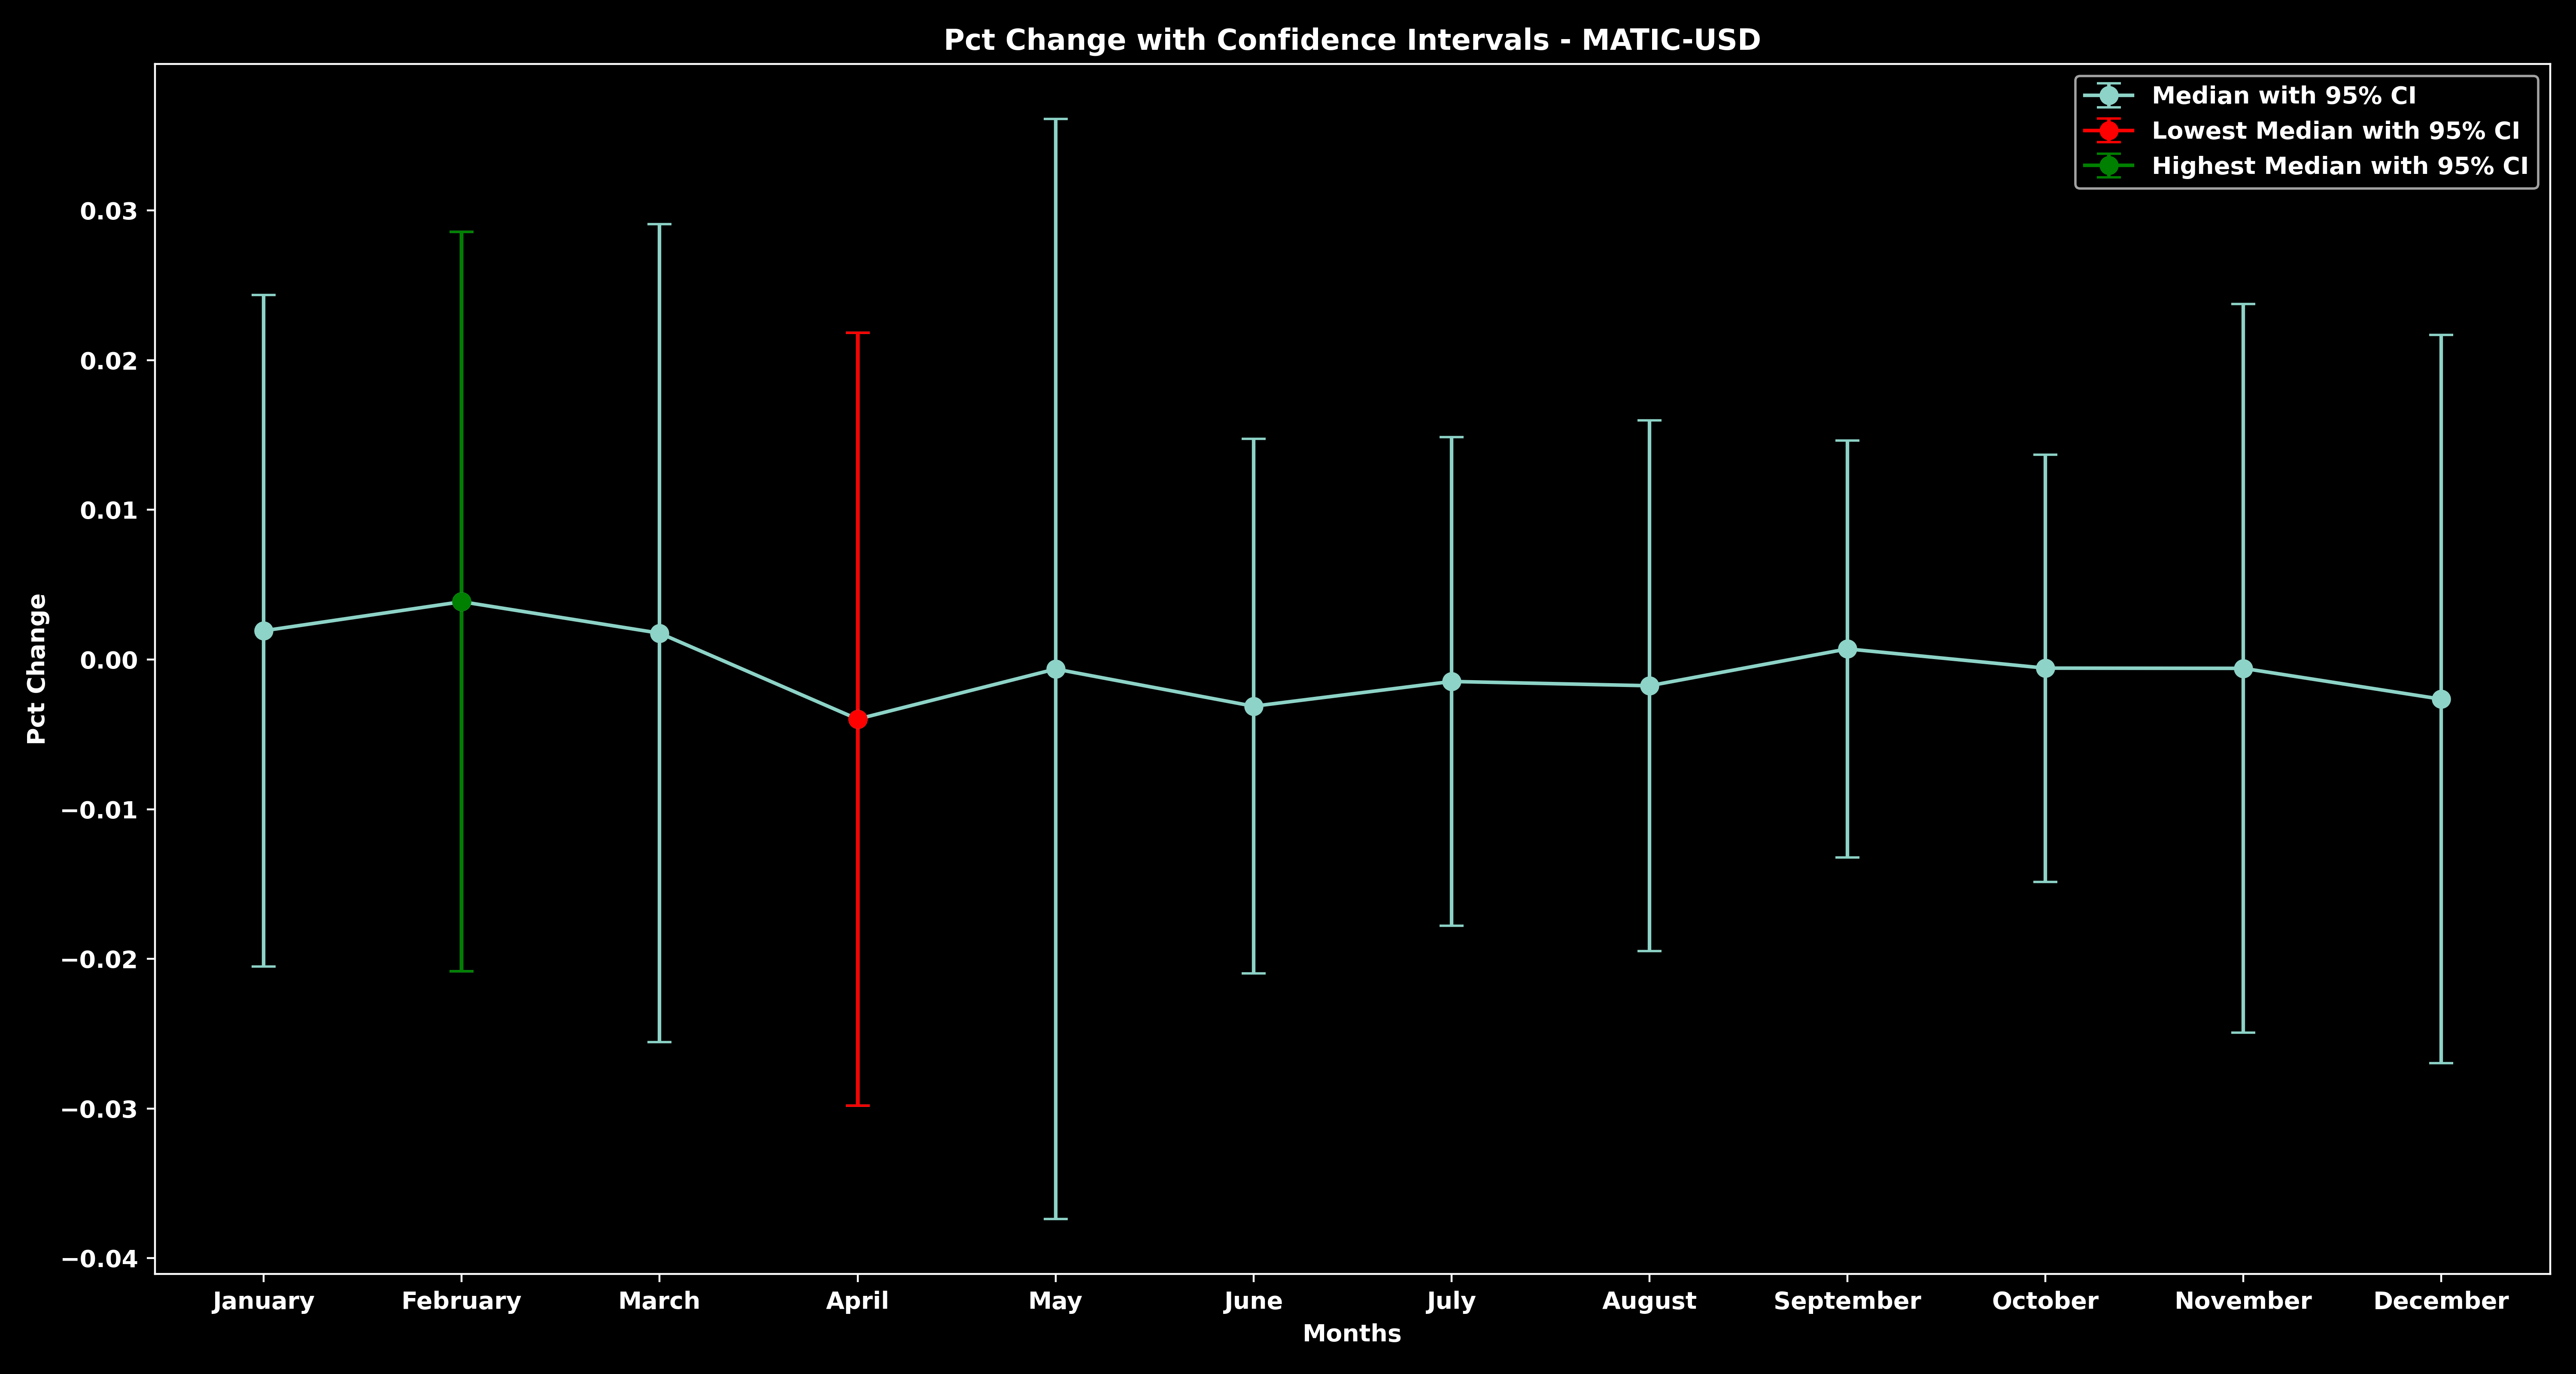 Pct Change with Confidence Intervals - MATIC-USD
Median with 95% CI
Lowest Median with 95% CI
Highest Median with 95% CI
Pct Change
0.03
0.02
0.01
0.00
−0.01
−0.02
−0.03
−0.04
January February March April May June July August September October November December
Months